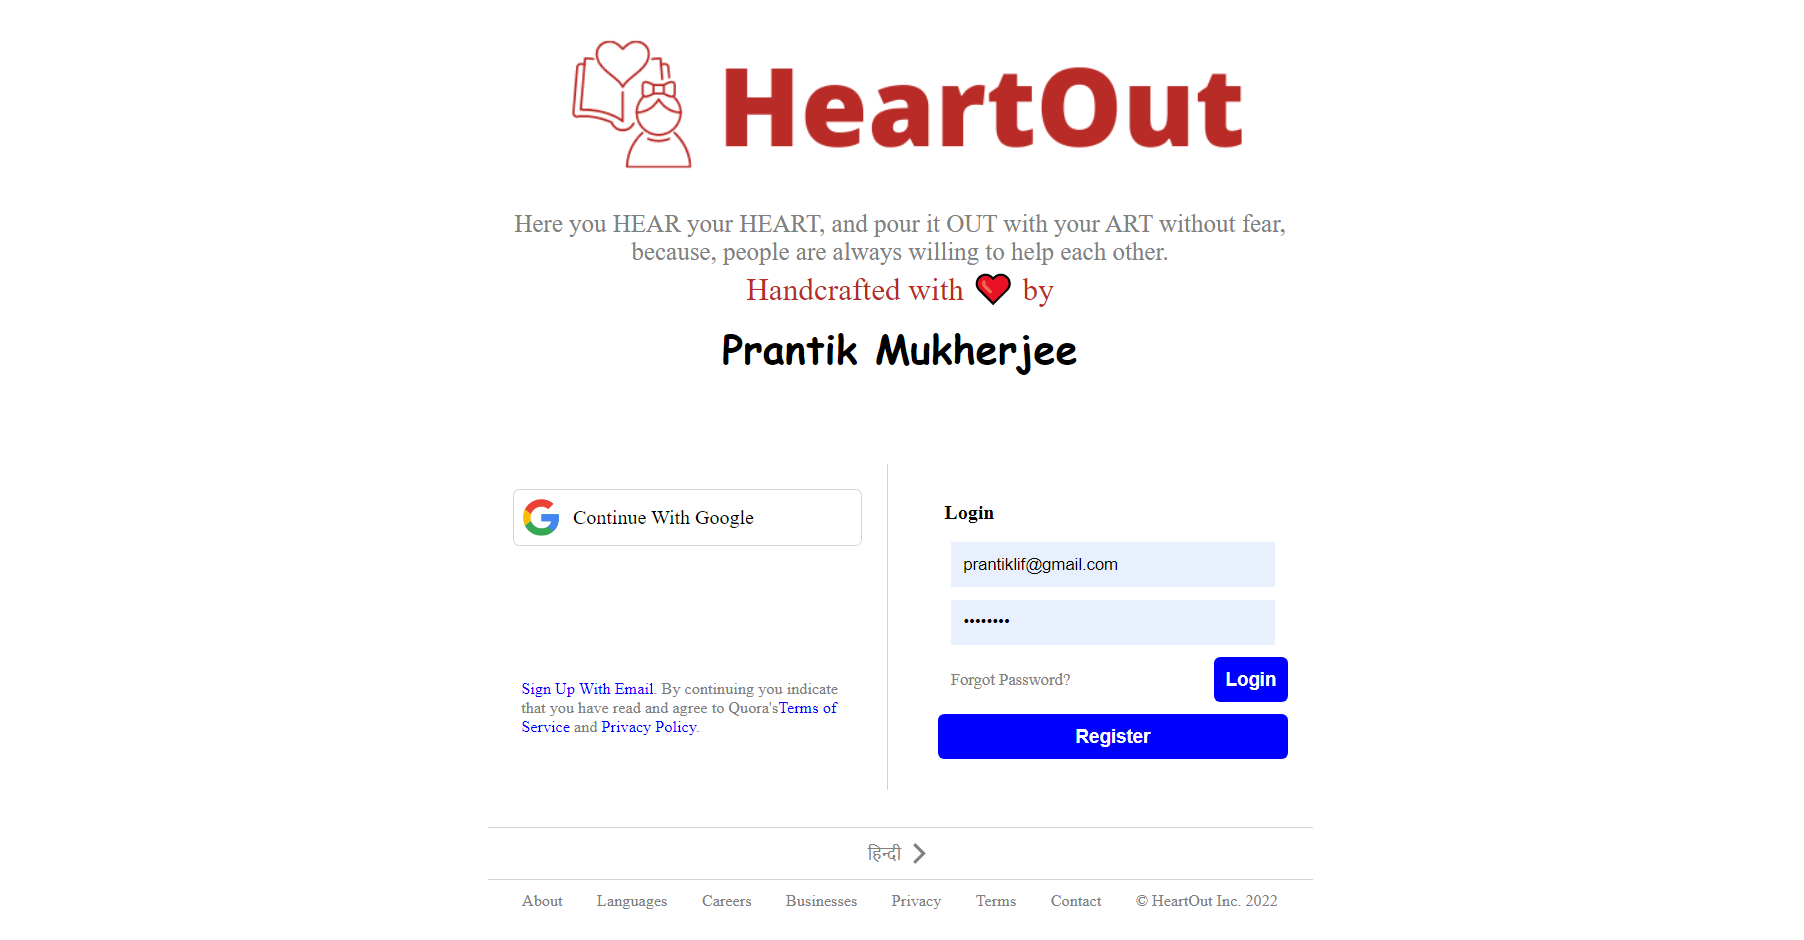 HeartOut
Here you HEAR your HEART, and pour it OUT with your ART without fear,
because, people are always willing to help each other.
Handcrafted with ❤ by
Prantik Mukherjee
Continue With Google
Sign Up With Email. By continuing you indicate
that you have read and agree to Quora'sTerms of
Service and Privacy Policy.
Login
prantiklif@gmail.com
••••••••
Forgot Password?
Login
Register
हिन्दी
About Languages Careers Businesses Privacy Terms Contact © HeartOut Inc. 2022